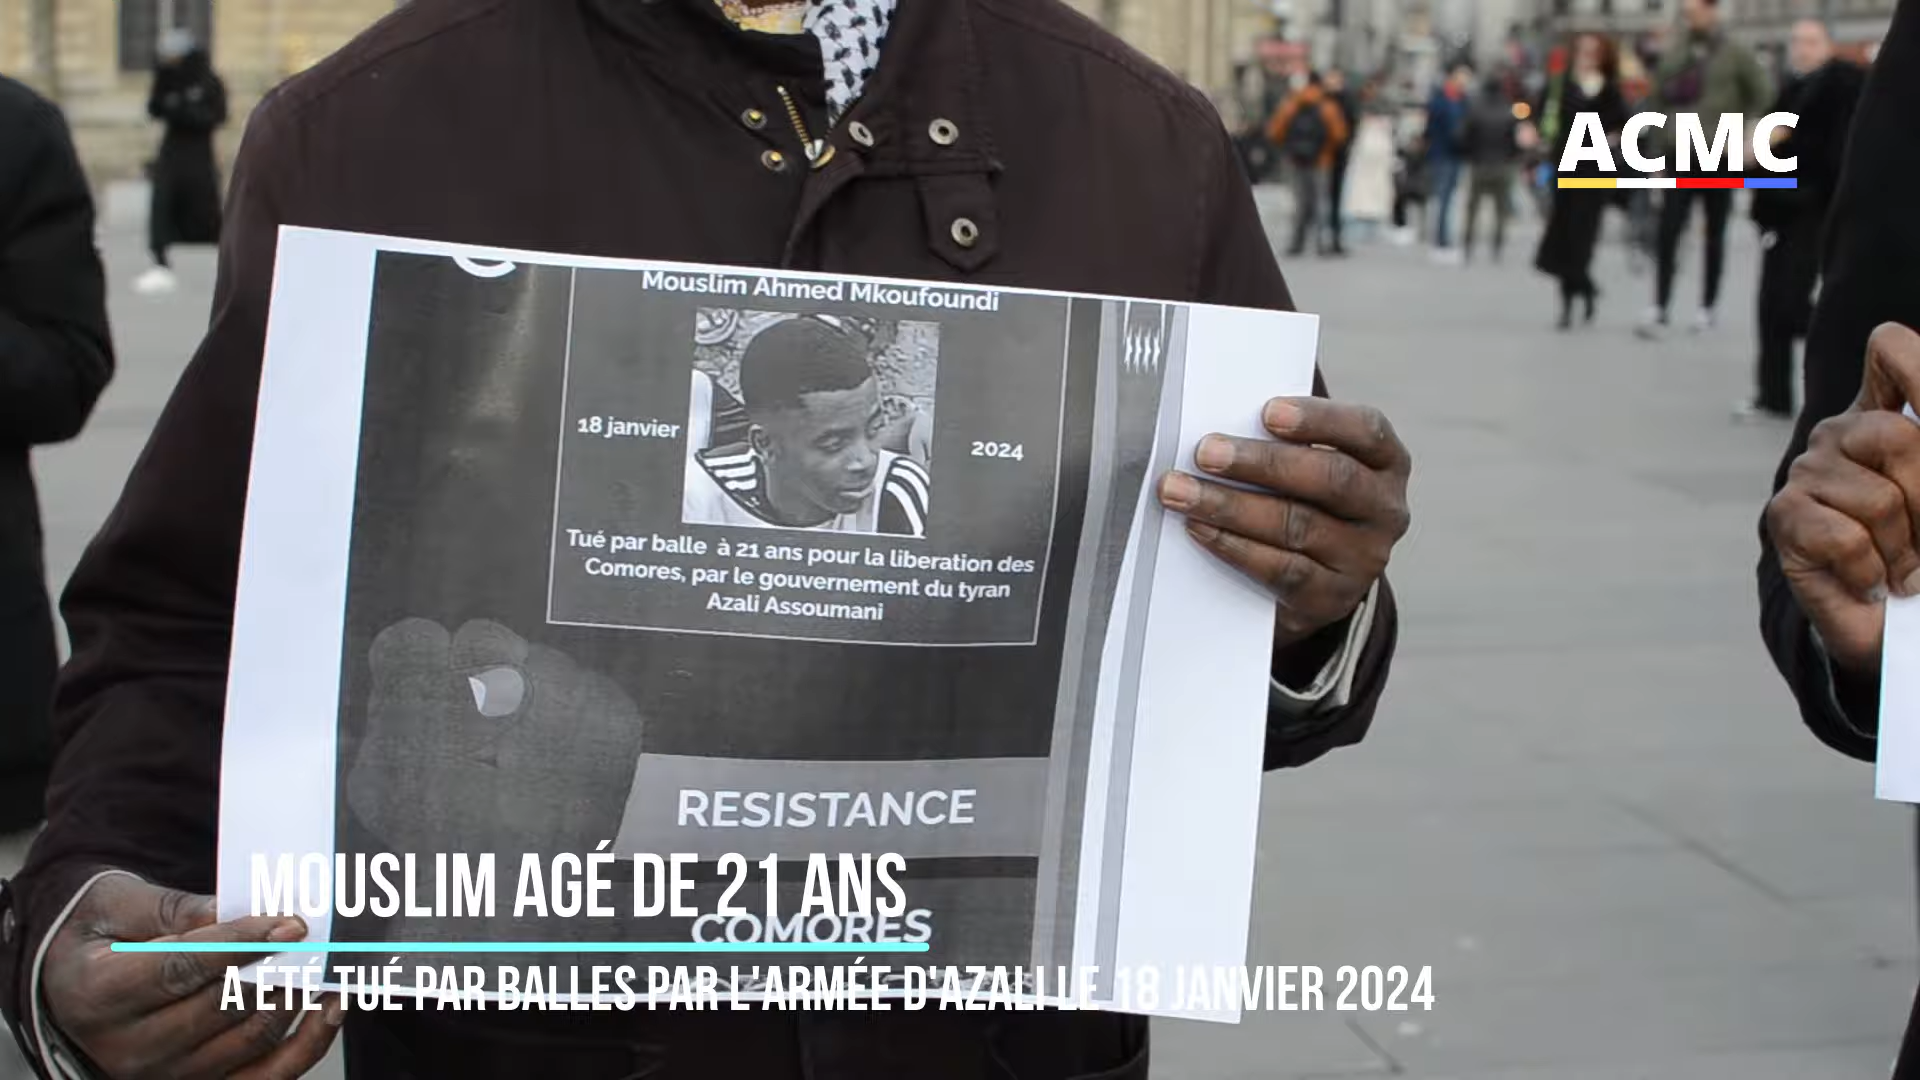 ACMC
Mouslim Ahmed Mkoufoundi
18 janvier
2024
Tué par balle à 21 ans pour la liberation des
Comores, par le gouvernement du tyran
Azali Assoumani
RESISTANCE
MOUSLIM AGÉ DE 21 ANS
COMORES
A ÉTÉ TUÉ PAR BALLES PAR L'ARMÉE D'AZALI LE 18 JANVIER 2024